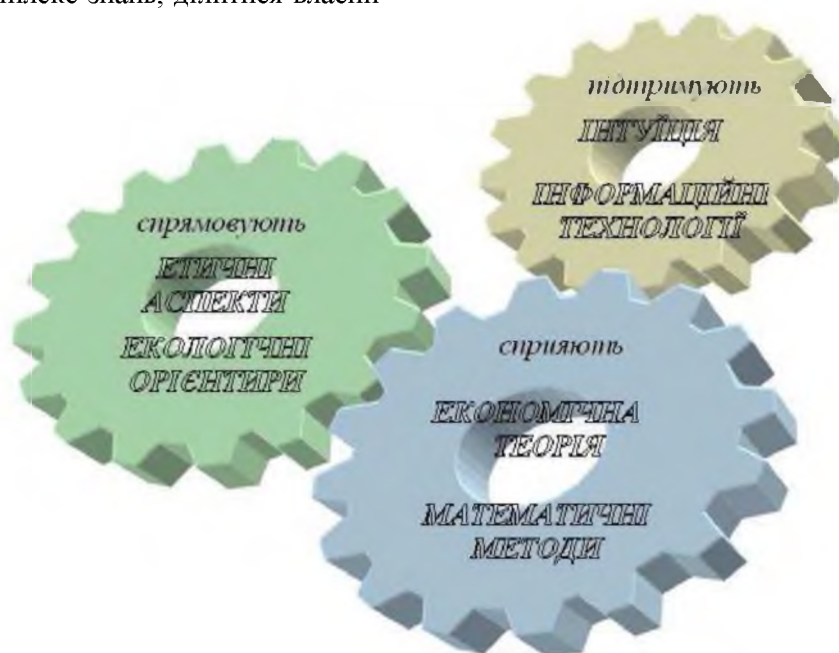 знань, ділитися власни
підтримують
ІНТУЇЦІЯ
ІНФОРМАЦІЙНІ
ТЕХНОЛОГІЇ
спрямовують
ЕТИЧНІ
АСПЕКТИ
ЕКОЛОГІЧНІ
ОРІЄНТИРИ
сприяють
ЕКОНОМІЧНА
ТЕОРІЯ
МАТЕМАТИЧНІ
МЕТОДИ